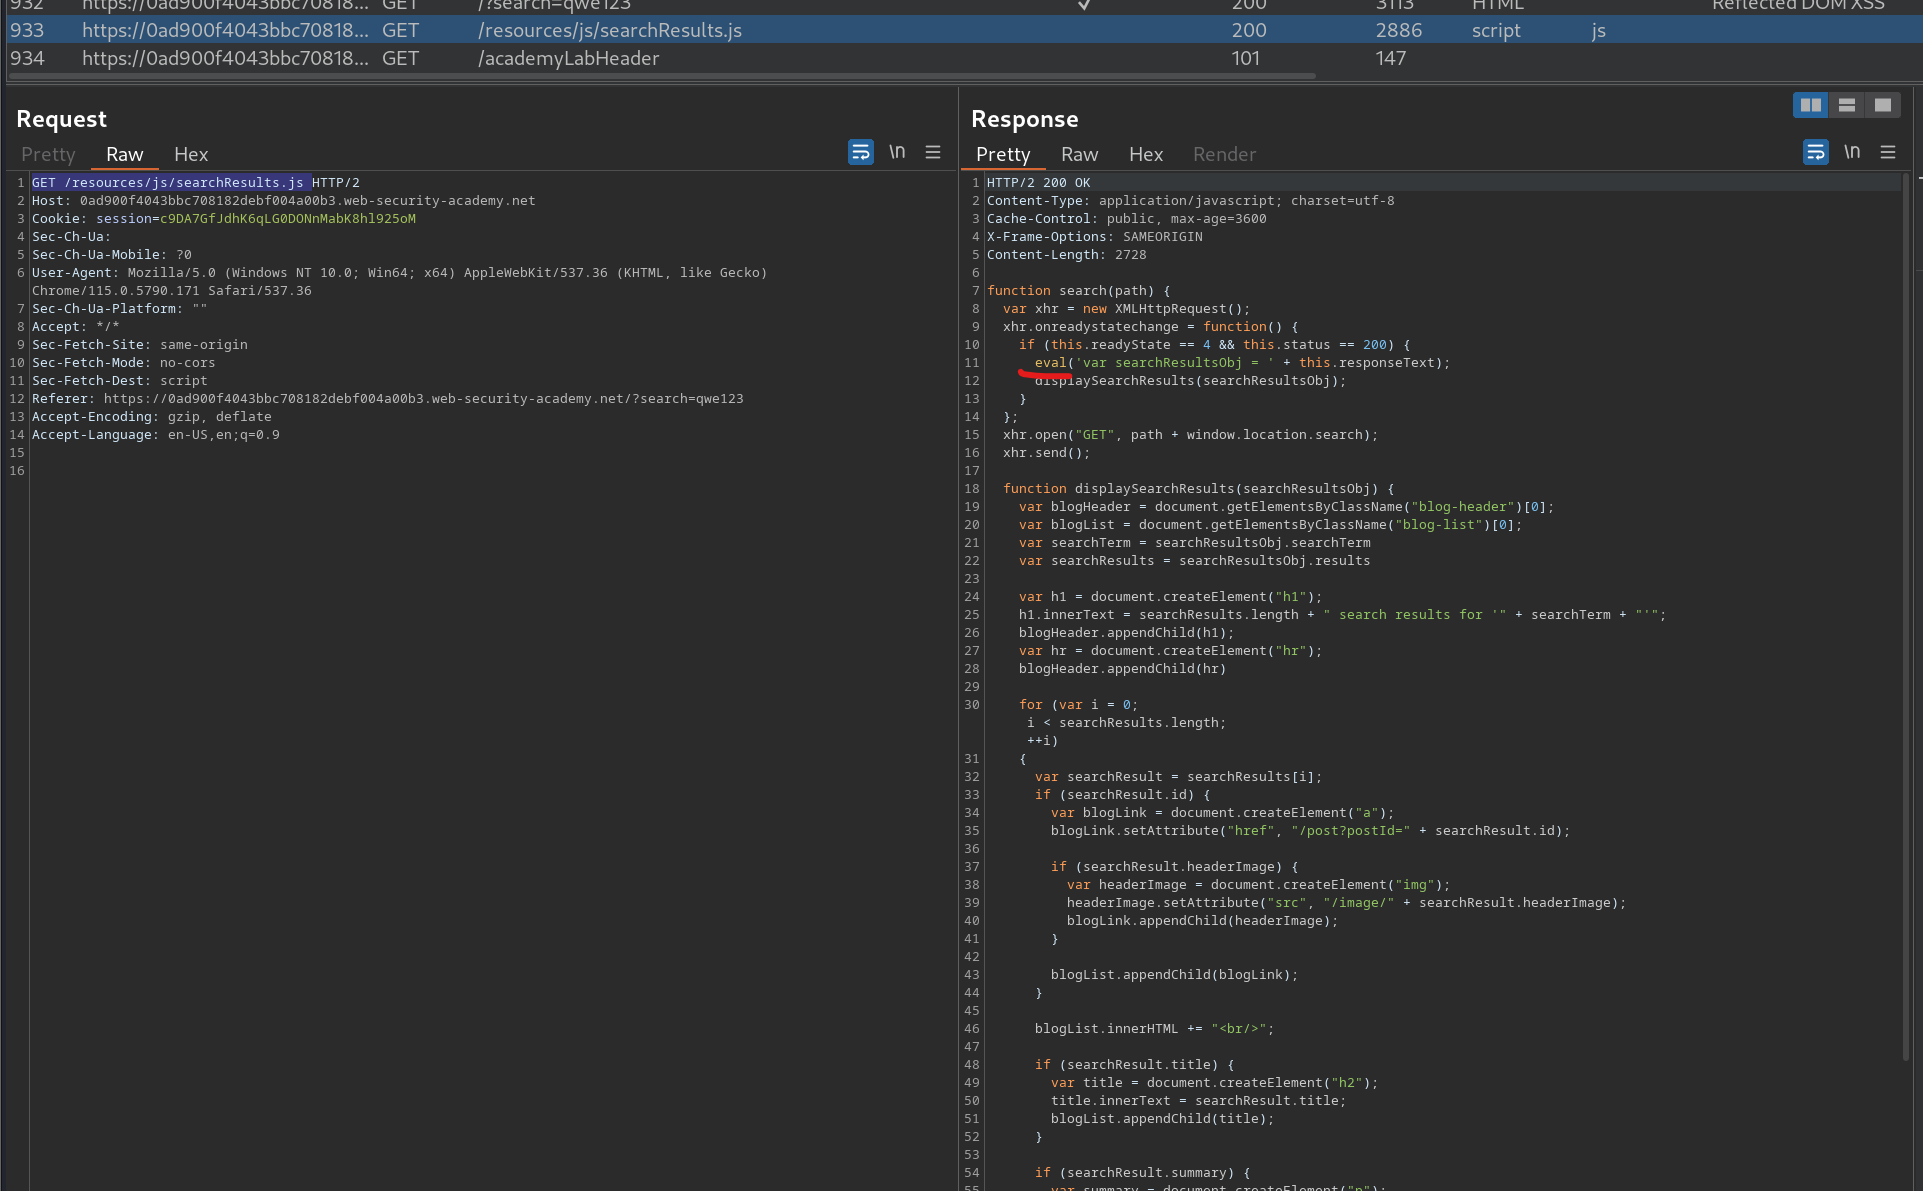 932 https://0ad900f4043bbc70818... GET /?search=qwe123 ✓ 200 3113 HTML Reflected DOM XSS
933 https://0ad900f4043bbc70818... GET /resources/js/searchResults.js 200 2886 script js
934 https://0ad900f4043bbc70818... GET /academyLabHeader 101 147
Request
Pretty Raw Hex
\n
1 GET /resources/js/searchResults.js HTTP/2
2 Host: 0ad900f4043bbc708182debf004a00b3.web-security-academy.net
3 Cookie: session=c9DA7GfJdhK6qLG0DONnMabK8hl925oM
4 Sec-Ch-Ua:
5 Sec-Ch-Ua-Mobile: ?0
6 User-Agent: Mozilla/5.0 (Windows NT 10.0; Win64; x64) AppleWebKit/537.36 (KHTML, like Gecko)
Chrome/115.0.5790.171 Safari/537.36
7 Sec-Ch-Ua-Platform: ""
8 Accept: */*
9 Sec-Fetch-Site: same-origin
10 Sec-Fetch-Mode: no-cors
11 Sec-Fetch-Dest: script
12 Referer: https://0ad900f4043bbc708182debf004a00b3.web-security-academy.net/?search=qwe123
13 Accept-Encoding: gzip, deflate
14 Accept-Language: en-US,en;q=0.9
15
16
Response
Pretty Raw Hex Render
\n
1 HTTP/2 200 OK
2 Content-Type: application/javascript; charset=utf-8
3 Cache-Control: public, max-age=3600
4 X-Frame-Options: SAMEORIGIN
5 Content-Length: 2728
6
7 function search(path) {
8 var xhr = new XMLHttpRequest();
9 xhr.onreadystatechange = function() {
10 if (this.readyState == 4 && this.status == 200) {
11 eval('var searchResultsObj = ' + this.responseText);
12 displaySearchResults(searchResultsObj);
13 }
14 };
15 xhr.open("GET", path + window.location.search);
16 xhr.send();
17
18 function displaySearchResults(searchResultsObj) {
19 var blogHeader = document.getElementsByClassName("blog-header")[0];
20 var blogList = document.getElementsByClassName("blog-list")[0];
21 var searchTerm = searchResultsObj.searchTerm
22 var searchResults = searchResultsObj.results
23
24 var h1 = document.createElement("h1");
25 h1.innerText = searchResults.length + " search results for '" + searchTerm + "'";
26 blogHeader.appendChild(h1);
27 var hr = document.createElement("hr");
28 blogHeader.appendChild(hr)
29
30 for (var i = 0;
i < searchResults.length;
++i)
31 {
32 var searchResult = searchResults[i];
33 if (searchResult.id) {
34 var blogLink = document.createElement("a");
35 blogLink.setAttribute("href", "/post?postId=" + searchResult.id);
36
37 if (searchResult.headerImage) {
38 var headerImage = document.createElement("img");
39 headerImage.setAttribute("src", "/image/" + searchResult.headerImage);
40 blogLink.appendChild(headerImage);
41 }
42
43 blogList.appendChild(blogLink);
44 }
45
46 blogList.innerHTML += "<br/>";
47
48 if (searchResult.title) {
49 var title = document.createElement("h2");
50 title.innerText = searchResult.title;
51 blogList.appendChild(title);
52 }
53
54 if (searchResult.summary) {
55 var summary = document.createElement("p");